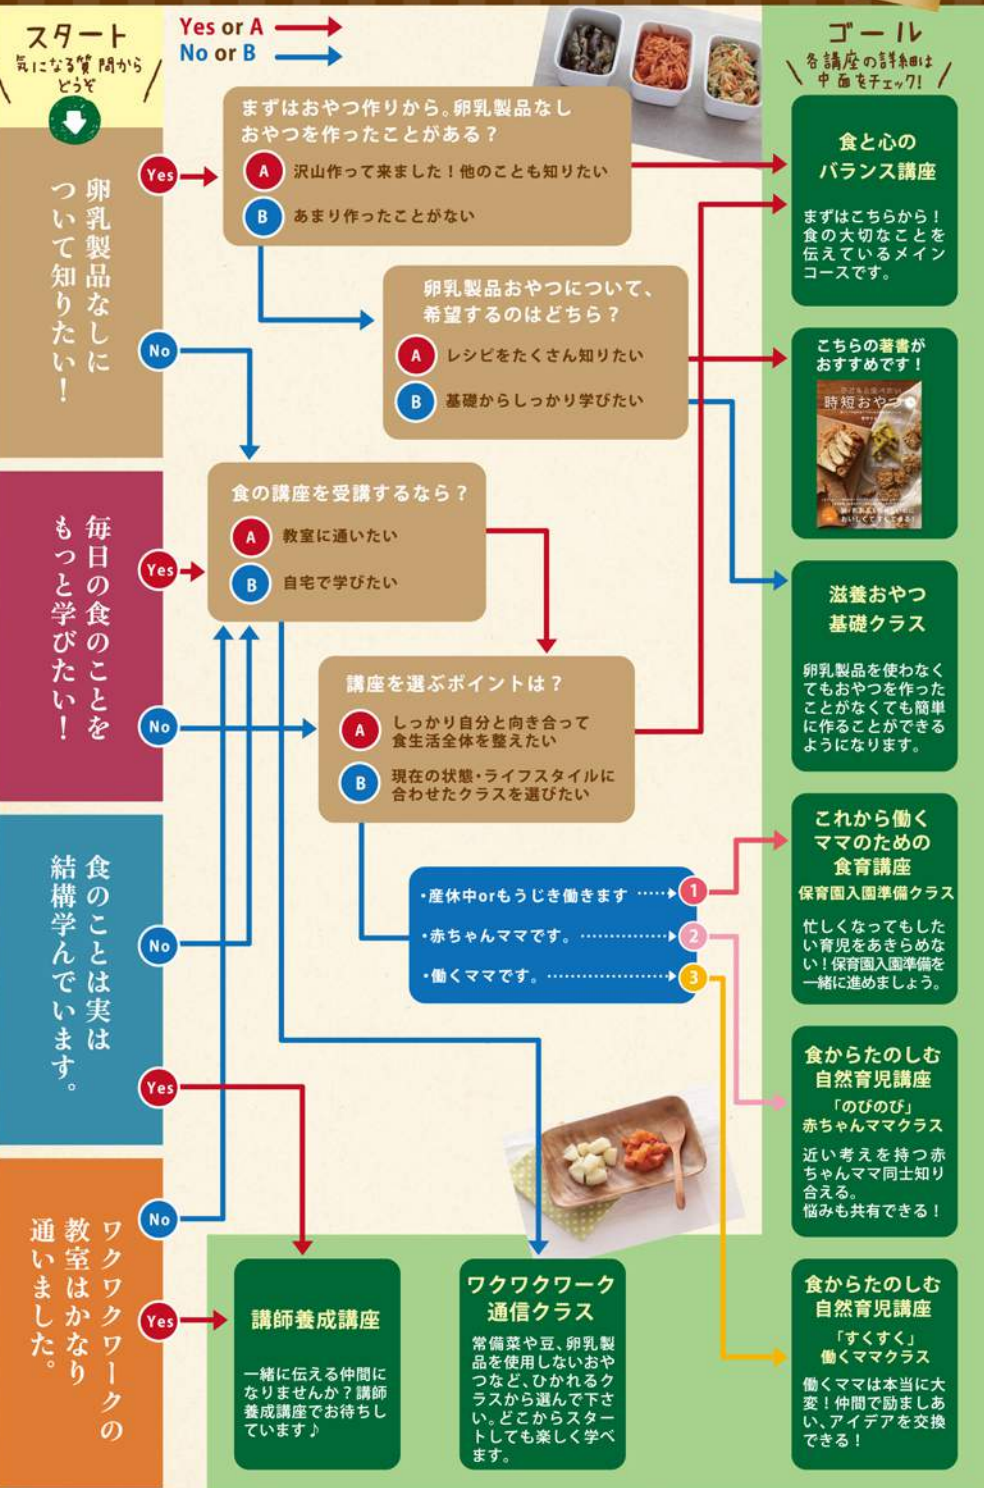 スタート
気になる質問から
どうぞ
Yes or A
No or B
ゴール
各講座の詳細は
中面をチェック!
卵乳製品なしに
ついて知りたい!
Yes
No
まずはおやつ作りから。卵乳製品なし
おやつを作ったことがある?
A 沢山作って来ました!他のことも知りたい
B あまり作ったことがない
卵乳製品おやつについて、
希望するのはどちら?
A レシピをたくさん知りたい
B 基礎からしっかり学びたい
毎日の食のことを
もっと学びたい!
Yes
No
食の講座を受講するなら?
A 教室に通いたい
B 自宅で学びたい
講座を選ぶポイントは?
A しっかり自分と向き合って
食生活全体を整えたい
B 現在の状態・ライフスタイルに
合わせたクラスを選びたい
食のことは実は
結構学んでいます。
No
Yes
・産休中orもうじき働きます 1
・赤ちゃんママです。 2
・働くママです。 3
ワクワクワークの
教室はかなり
通いました。
No
Yes
講師養成講座
一緒に伝える仲間に
なりませんか?講師
養成講座でお待ちし
ています♪
ワクワクワーク
通信クラス
常備菜や豆、卵乳製
品を使用しないおや
つなど、ひかれるク
ラスから選んで下さ
い。どこからスター
トしても楽しく学べ
ます。
食と心の
バランス講座
まずはこちらから!
食の大切なことを
伝えているメイン
コースです。
こちらの著書が
おすすめです!
時短おやつ
おいしくてすぐできる!
滋養おやつ
基礎クラス
卵乳製品を使わなく
てもおやつを作った
ことがなくても簡単
に作ることができる
ようになります。
これから働く
ママのための
食育講座
保育園入園準備クラス
忙しくなってもした
い育児をあきらめな
い!保育園入園準備を
一緒に進めましょう。
食からたのしむ
自然育児講座
「のびのび」
赤ちゃんママクラス
近い考えを持つ赤
ちゃんママ同士知り
合える。
悩みも共有できる!
食からたのしむ
自然育児講座
「すくすく」
働くママクラス
働くママは本当に大
変!仲間で励ましあ
い、アイデアを交換
できる!